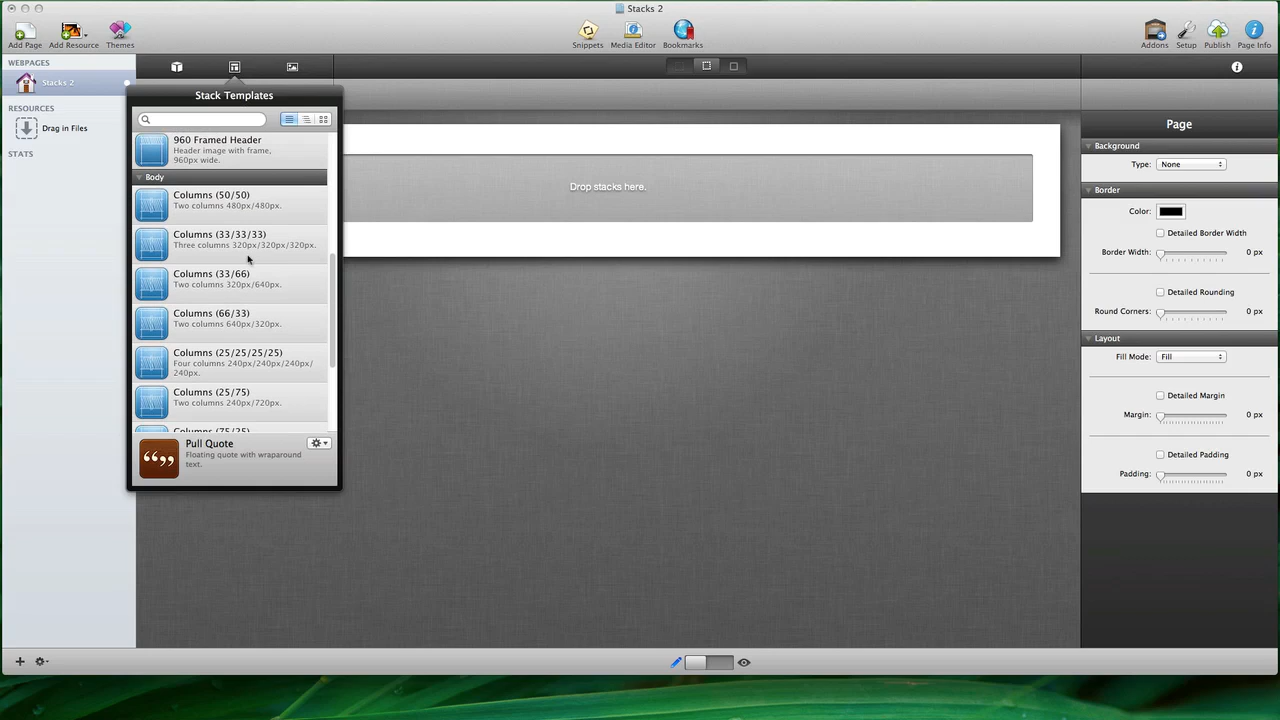 Stacks 2
Add Page
Add Resource
Themes
Snippets
Media Editor
Bookmarks
Addons
Setup
Publish
Page Info
WEBPAGES
Stacks 2
RESOURCES
Drag in Files
STATS
Stack Templates
960 Framed Header
Header image with frame,
960px wide.
Body
Columns (50/50)
Two columns 480px/480px.
Columns (33/33/33)
Three columns 320px/320px/320px.
Columns (33/66)
Two columns 320px/640px.
Columns (66/33)
Two columns 640px/320px.
Columns (25/25/25/25)
Four columns 240px/240px/240px/
240px.
Columns (25/75)
Two columns 240px/720px.
Columns (75/25)
Pull Quote
Floating quote with wraparound
text.
Drop stacks here.
Page
Background
Type: None
Border
Color:
Detailed Border Width
Border Width: 0 px
Detailed Rounding
Round Corners: 0 px
Layout
Fill Mode: Fill
Detailed Margin
Margin: 0 px
Detailed Padding
Padding: 0 px